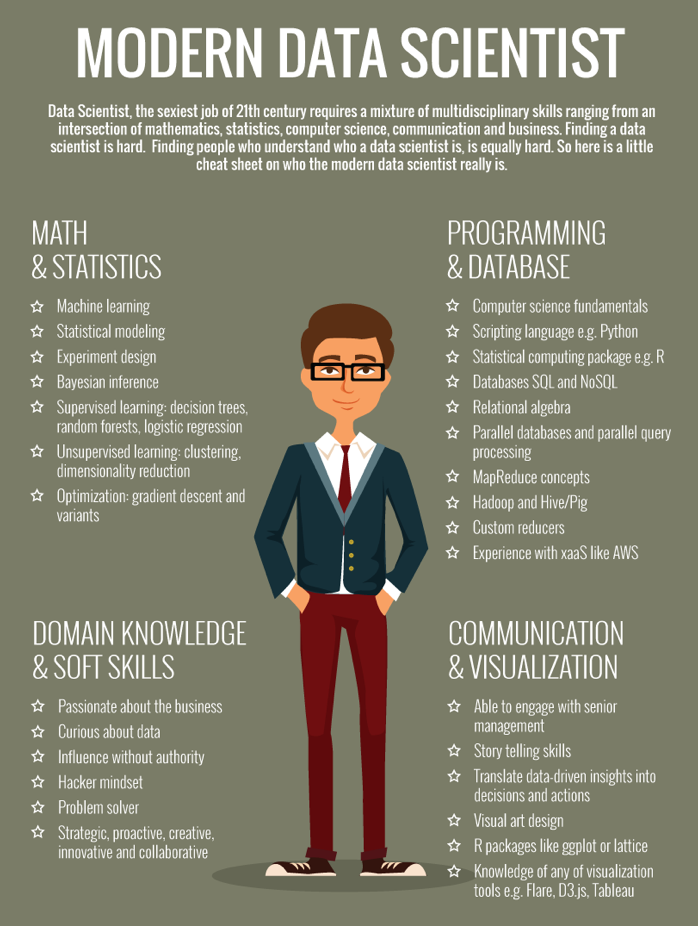 MODERN DATA SCIENTIST
Data Scientist, the sexiest job of 21th century requires a mixture of multidisciplinary skills ranging from an
intersection of mathematics, statistics, computer science, communication and business. Finding a data
scientist is hard. Finding people who understand who a data scientist is, is equally hard. So here is a little
cheat sheet on who the modern data scientist really is.
MATH
& STATISTICS
Machine learning
Statistical modeling
Experiment design
Bayesian inference
Supervised learning: decision trees,
random forests, logistic regression
Unsupervised learning: clustering,
dimensionality reduction
Optimization: gradient descent and
variants
PROGRAMMING
& DATABASE
Computer science fundamentals
Scripting language e.g. Python
Statistical computing package e.g. R
Databases SQL and NoSQL
Relational algebra
Parallel databases and parallel query
processing
MapReduce concepts
Hadoop and Hive/Pig
Custom reducers
Experience with xaaS like AWS
DOMAIN KNOWLEDGE
& SOFT SKILLS
Passionate about the business
Curious about data
Influence without authority
Hacker mindset
Problem solver
Strategic, proactive, creative,
innovative and collaborative
COMMUNICATION
& VISUALIZATION
Able to engage with senior
management
Story telling skills
Translate data-driven insights into
decisions and actions
Visual art design
R packages like ggplot or lattice
Knowledge of any of visualization
tools e.g. Flare, D3.js, Tableau